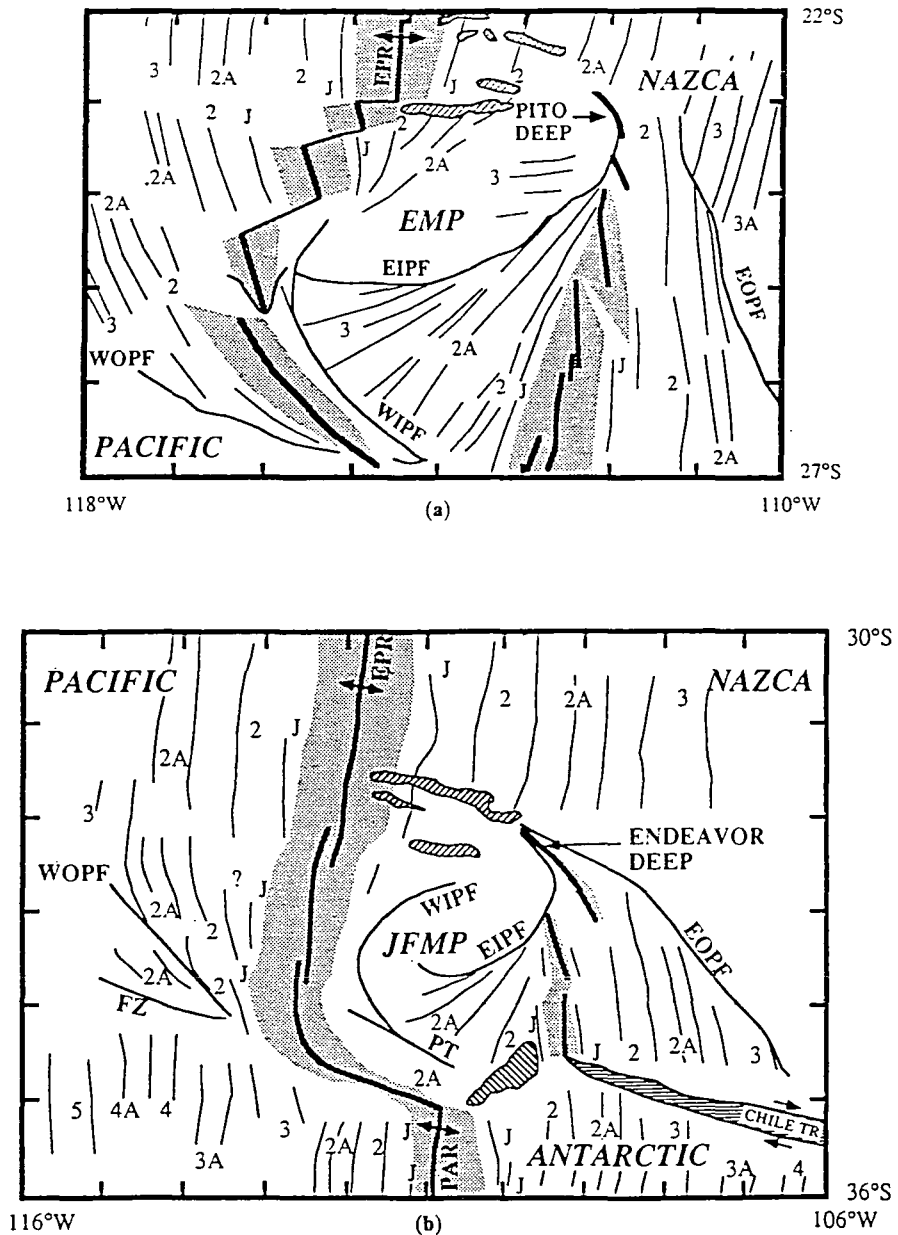 22°S
3 2A 2 J EPR J 2 2A NAZCA
2 J 2 PITO DEEP 2 3
2A J 2A 3
2A EMP 3A
EIPF EOPF
2 3 2A
3 WOPF J 2
2 J
WIPF
PACIFIC 2A
27°S
118°W 110°W
(a)
30°S
PACIFIC EPR J NAZCA
2 2A 3
2 J
2A
3 ENDEAVOR DEEP
WOPF ? J WIPF
2A 2 JFMP EIPF EOPF
2A 2 J
FZ 2A J
PT 2 J 2 2A 3
2A
5 4A 4 3 2 CHILE TR
3A 2A 2 J PAR J 2A 3
ANTARCTIC
J J 3A 4
36°S
116°W 106°W
(b)